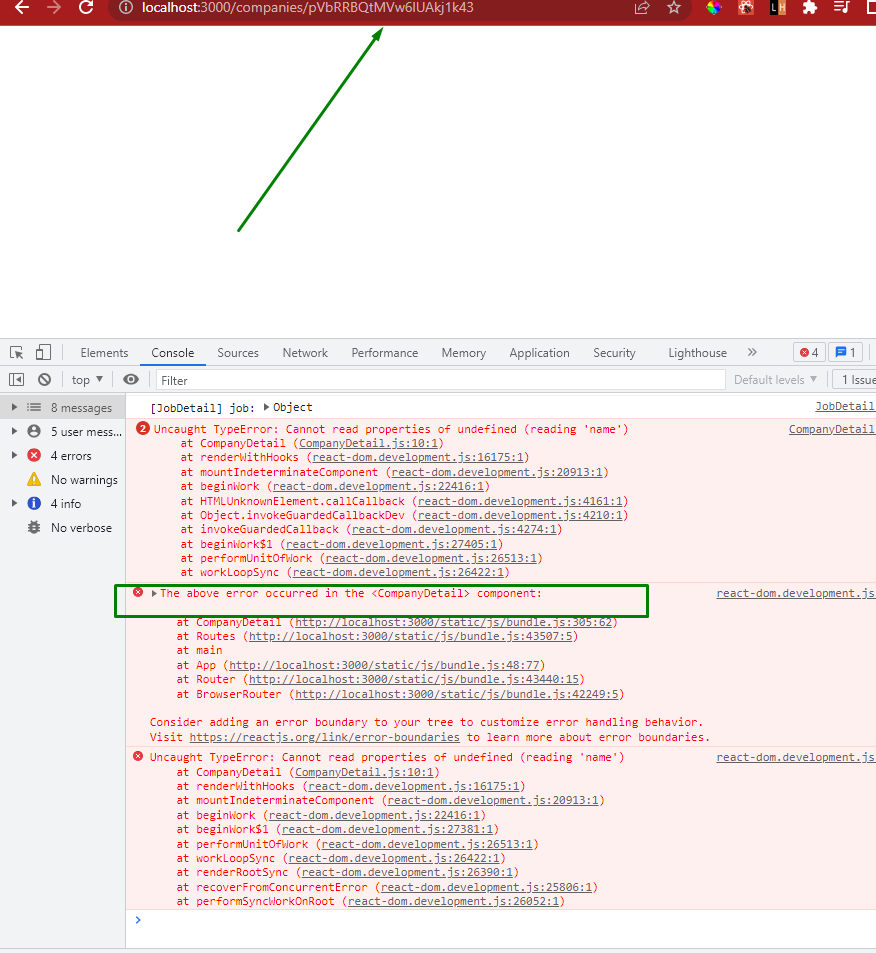 localhost:3000/companies/pVbRRBQtMVw6lUAkj1k43
LH
Elements Console Sources Network Performance Memory Application Security Lighthouse » 4 1
top ▼ Filter Default levels ▼ 1 Issue
8 messages
5 user mess...
4 errors
No warnings
4 info
No verbose
[JobDetail] job: ▶ Object JobDetail
2 Uncaught TypeError: Cannot read properties of undefined (reading 'name') CompanyDetail
at CompanyDetail (CompanyDetail.js:10:1)
at renderWithHooks (react-dom.development.js:16175:1)
at mountIndeterminateComponent (react-dom.development.js:20913:1)
at beginWork (react-dom.development.js:22416:1)
at HTMLUnknownElement.callCallback (react-dom.development.js:4161:1)
at Object.invokeGuardedCallbackDev (react-dom.development.js:4210:1)
at invokeGuardedCallback (react-dom.development.js:4274:1)
at beginWork$1 (react-dom.development.js:27405:1)
at performUnitOfWork (react-dom.development.js:26513:1)
at workLoopSync (react-dom.development.js:26422:1)
▶ The above error occurred in the <CompanyDetail> component: react-dom.development.js
at CompanyDetail (http://localhost:3000/static/js/bundle.js:305:62)
at Routes (http://localhost:3000/static/js/bundle.js:43507:5)
at main
at App (http://localhost:3000/static/js/bundle.js:48:77)
at Router (http://localhost:3000/static/js/bundle.js:43440:15)
at BrowserRouter (http://localhost:3000/static/js/bundle.js:42249:5)
Consider adding an error boundary to your tree to customize error handling behavior.
Visit https://reactjs.org/link/error-boundaries to learn more about error boundaries.
Uncaught TypeError: Cannot read properties of undefined (reading 'name') react-dom.development.js
at CompanyDetail (CompanyDetail.js:10:1)
at renderWithHooks (react-dom.development.js:16175:1)
at mountIndeterminateComponent (react-dom.development.js:20913:1)
at beginWork (react-dom.development.js:22416:1)
at beginWork$1 (react-dom.development.js:27381:1)
at performUnitOfWork (react-dom.development.js:26513:1)
at workLoopSync (react-dom.development.js:26422:1)
at renderRootSync (react-dom.development.js:26390:1)
at recoverFromConcurrentError (react-dom.development.js:25806:1)
at performSyncWorkOnRoot (react-dom.development.js:26052:1)